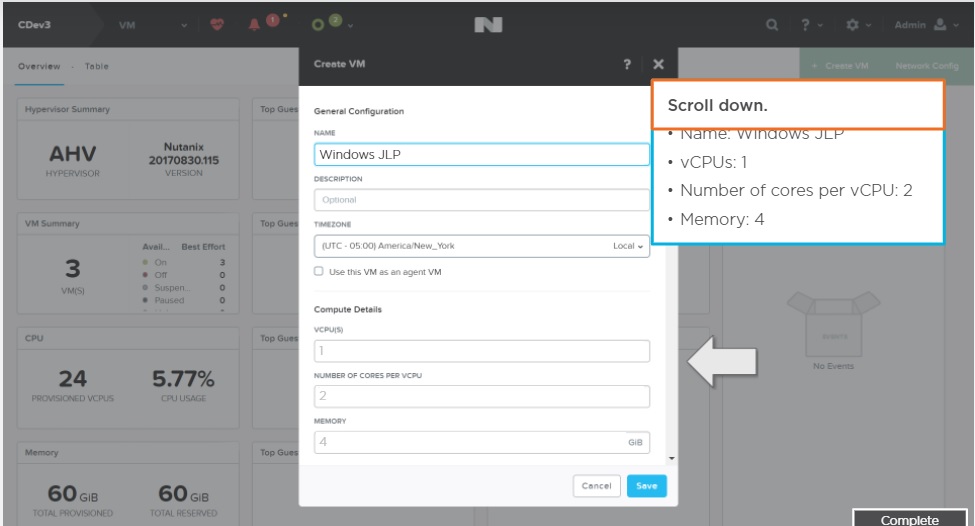 CDev3
VM
1
2
N
?
Admin
Overview · Table
+ Create VM
Network Config
Create VM
?
Hypervisor Summary
AHV
HYPERVISOR
Nutanix
20170830.115
VERSION
Top Gues
VM Summary
3
VM(S)
Avail... Best Effort
On 3
Off 0
Suspen... 0
Paused 0
Top Gues
CPU
24
PROVISIONED VCPUS
5.77%
CPU USAGE
Top Gues
Memory
60 GiB
TOTAL PROVISIONED
60 GiB
TOTAL RESERVED
Top Gues
General Configuration
NAME
Windows JLP
DESCRIPTION
Optional
TIMEZONE
(UTC - 05:00) America/New_York
Local
Use this VM as an agent VM
Compute Details
VCPU(S)
1
NUMBER OF CORES PER VCPU
2
MEMORY
4
GiB
Cancel
Save
Scroll down.
• Name: Windows JLP
• vCPUs: 1
• Number of cores per vCPU: 2
• Memory: 4
No Events
Complete